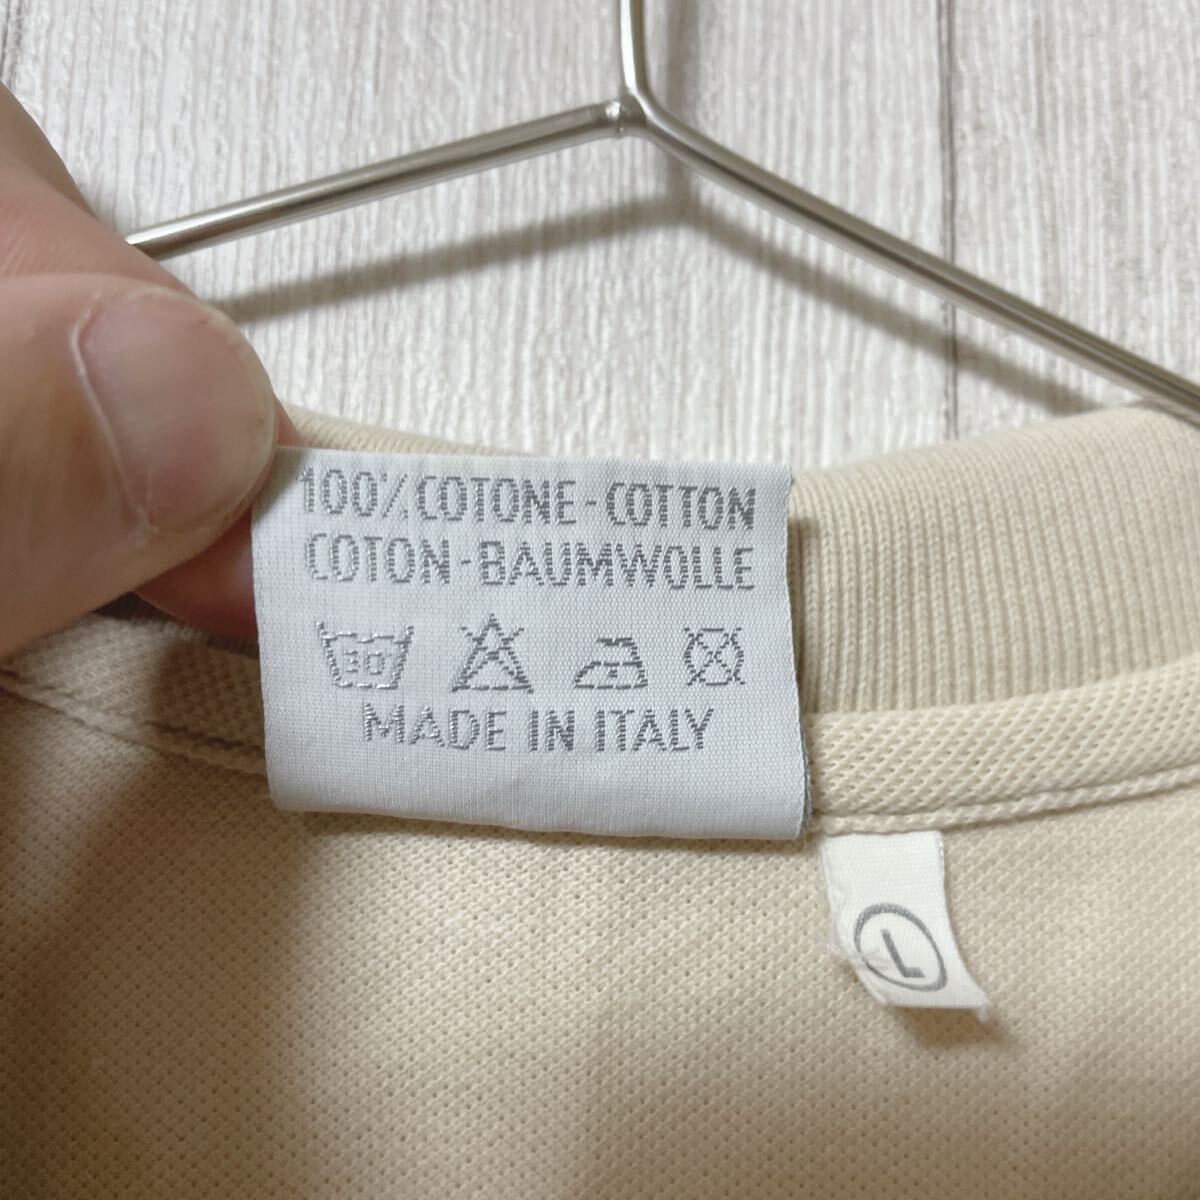 100% COTONE - COTTON
COTON - BAUMWOLLE
30°
MADE IN ITALY
L